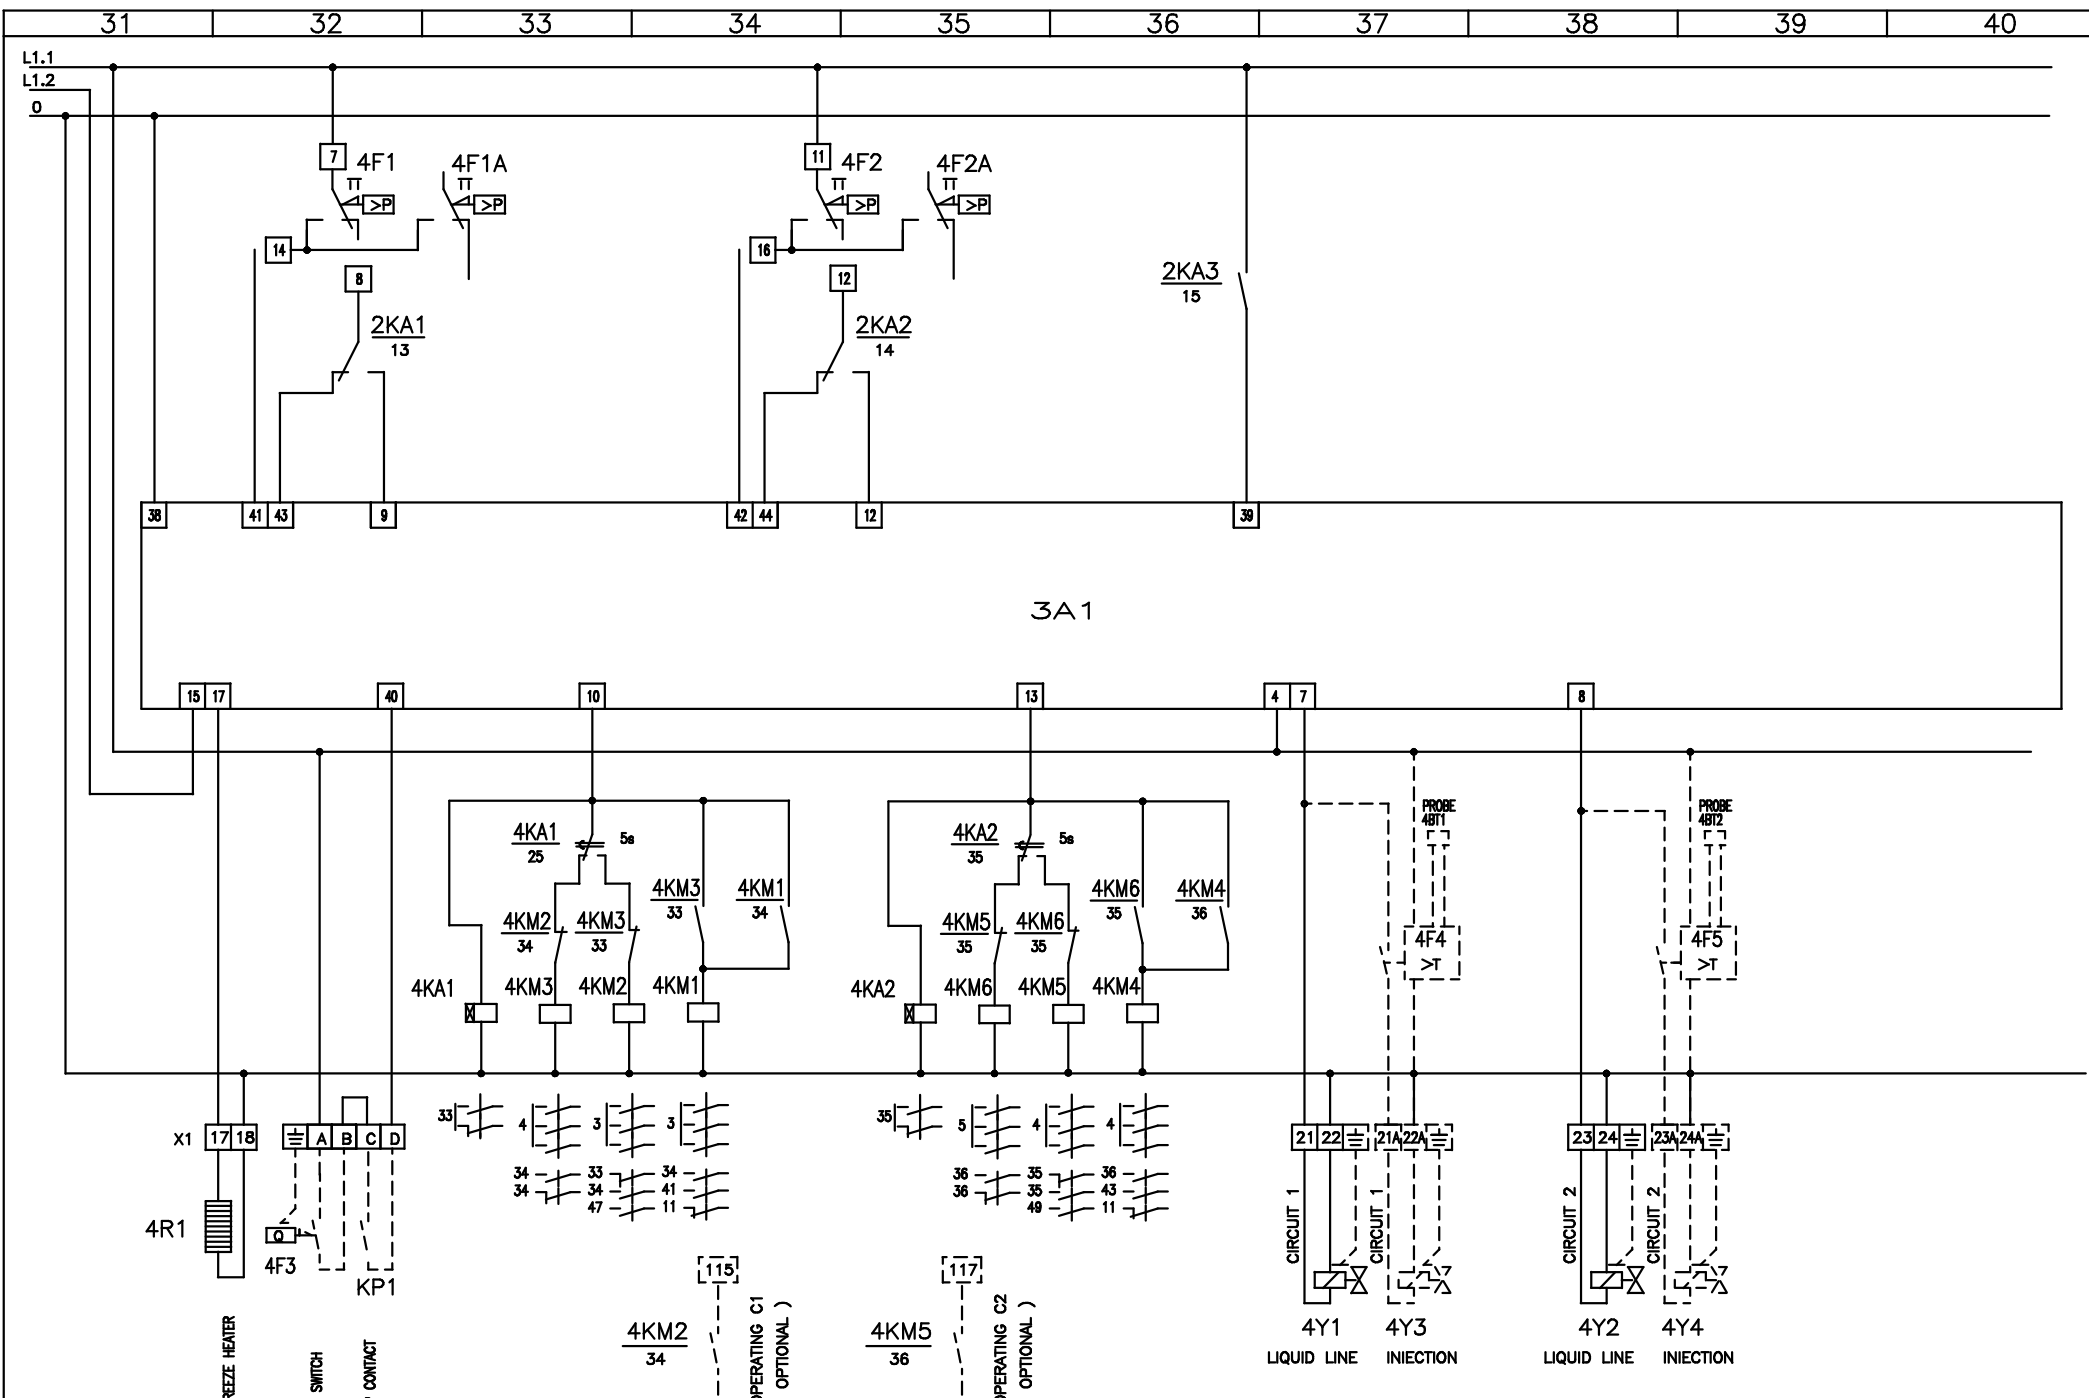 31 32 33 34 35 36 37 38 39 40
L1.1
L1.2
0
7 4F1 4F1A 11 4F2 4F2A
>P >P >P >P
14 16
8 12
2KA3
15
2KA1 2KA2
13 14
38 41 43 9 42 44 12 39
3A1
15 17 40 10 13 4 7 8
PROBE PROBE
4BT1 4BT2
4KA1 5s 4KA2 5s
25 35
4KM3 4KM1 4KM6 4KM4
33 34 35 36
4KM2 4KM3 4KM5 4KM6
34 33 35 35
4F4 4F5
>T >T
4KA1 4KM3 4KM2 4KM1 4KA2 4KM6 4KM5 4KM4
33 4 3 3 35 5 4 4
X1 17 18 A B C D 21 22 21A 22A 23 24 23A 24A
34 33 34 36 35 36
34 34 41 36 35 43
47 11 49 11
CIRCUIT 1 CIRCUIT 1 CIRCUIT 2 CIRCUIT 2
4R1 Q
4F3
KP1
115 117
4KM2 4KM5
34 36
OPERATING C1
OPTIONAL )
OPERATING C2
OPTIONAL )
4Y1 4Y3 4Y2 4Y4
LIQUID LINE INIECTION LIQUID LINE INIECTION
REEZE HEATER
SWITCH
CONTACT